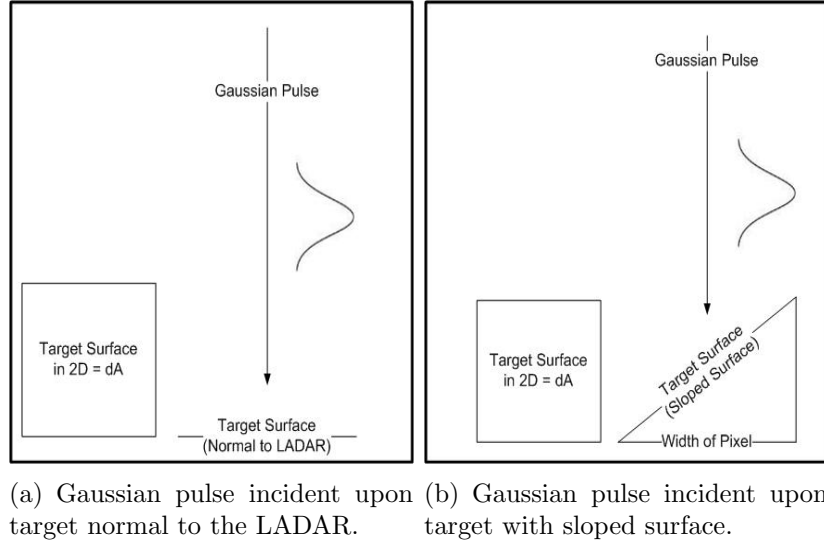 Gaussian Pulse
Target Surface
in 2D = dA
Target Surface
(Normal to LADAR)
Gaussian Pulse
Target Surface
in 2D = dA
Target Surface
(Sloped Surface)
Width of Pixel
(a) Gaussian pulse incident upon
target normal to the LADAR.
(b) Gaussian pulse incident upon
target with sloped surface.